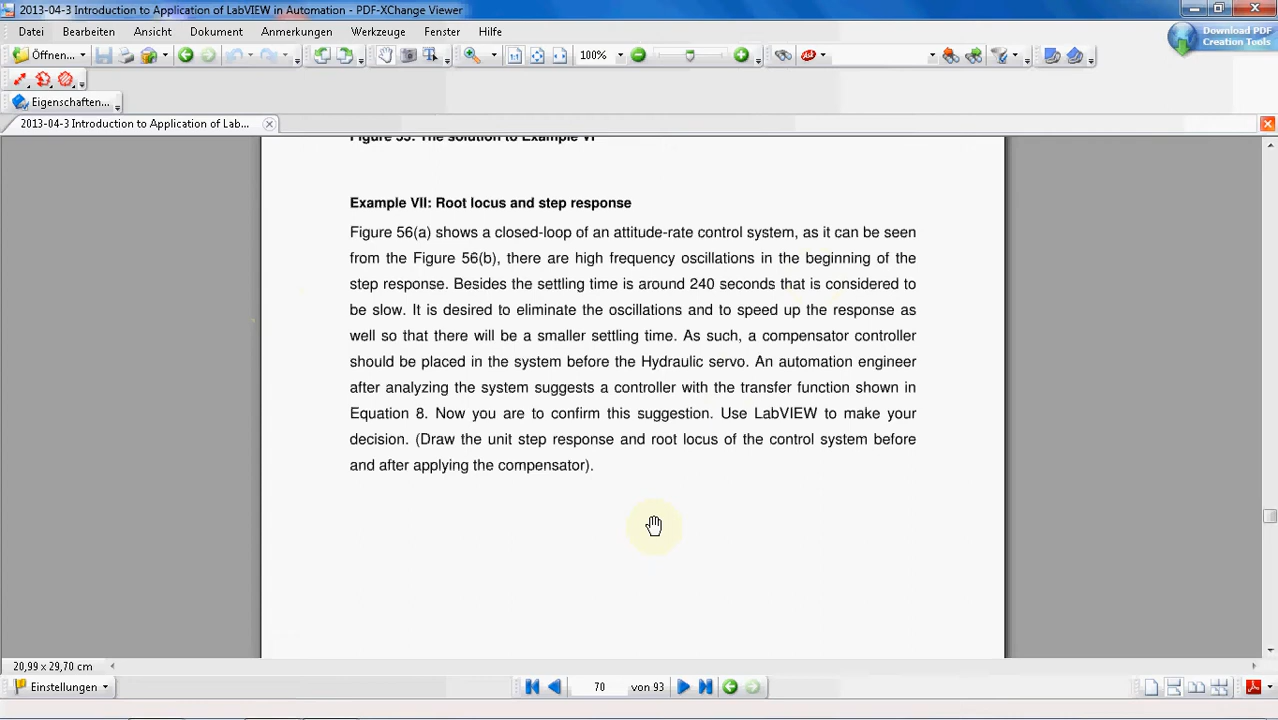 2013-04-3 Introduction to Application of LabVIEW in Automation - PDF-XChange Viewer
Datei Bearbeiten Ansicht Dokument Anmerkungen Werkzeuge Fenster Hilfe
Download PDF
Creation Tools
Öffnen...
100%
Eigenschaften...
2013-04-3 Introduction to Application of Lab...
Figure 55: The solution to Example VI
Example VII: Root locus and step response
Figure 56(a) shows a closed-loop of an attitude-rate control system, as it can be seen
from the Figure 56(b), there are high frequency oscillations in the beginning of the
step response. Besides the settling time is around 240 seconds that is considered to
be slow. It is desired to eliminate the oscillations and to speed up the response as
well so that there will be a smaller settling time. As such, a compensator controller
should be placed in the system before the Hydraulic servo. An automation engineer
after analyzing the system suggests a controller with the transfer function shown in
Equation 8. Now you are to confirm this suggestion. Use LabVIEW to make your
decision. (Draw the unit step response and root locus of the control system before
and after applying the compensator).
20,99 x 29,70 cm
Einstellungen
70 von 93